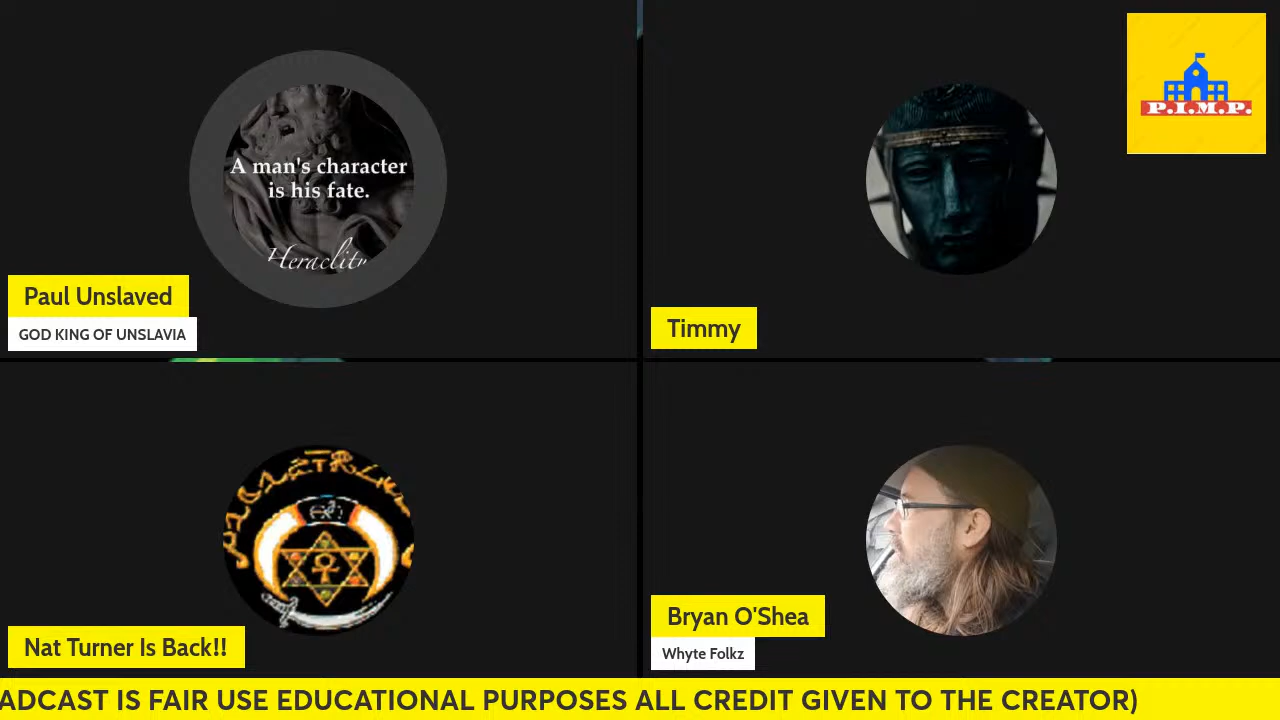 A man's character
is his fate.
Paul Unslaved
GOD KING OF UNSLAVIA
P.I.M.P.
Timmy
Nat Turner Is Back!!
Bryan O'Shea
Whyte Folkz
ADCAST IS FAIR USE EDUCATIONAL PURPOSES ALL CREDIT GIVEN TO THE CREATOR)